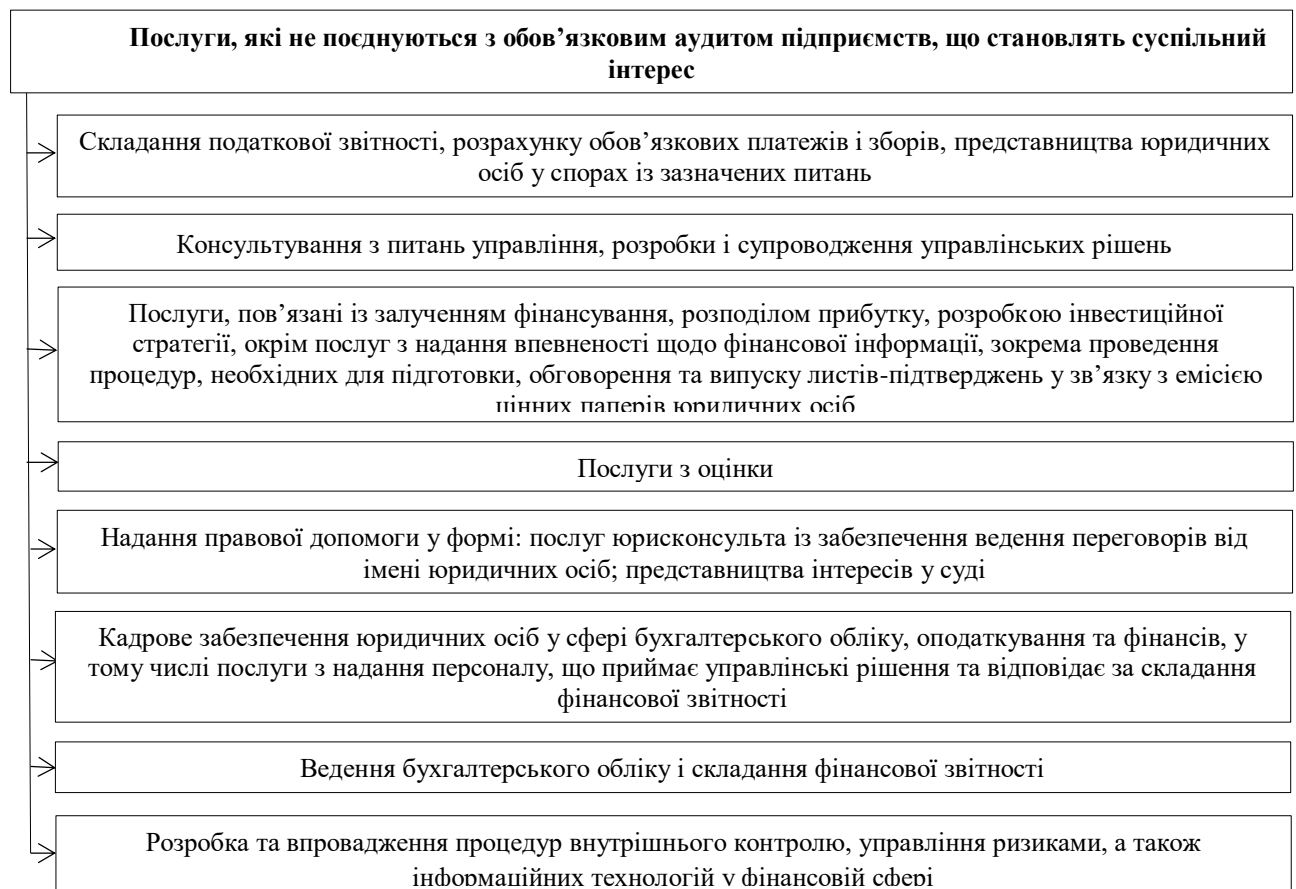 Послуги, які не поєднуються з обов’язковим аудитом підприємств, що становлять суспільний
інтерес
Складання податкової звітності, розрахунку обов’язкових платежів і зборів, представництва юридичних
осіб у спорах із зазначених питань
Консультування з питань управління, розробки і супроводження управлінських рішень
Послуги, пов’язані із залученням фінансування, розподілом прибутку, розробкою інвестиційної
стратегії, окрім послуг з надання впевненості щодо фінансової інформації, зокрема проведення
процедур, необхідних для підготовки, обговорення та випуску листів-підтверджень у зв’язку з емісією
цінних паперів юридичних осіб
Послуги з оцінки
Надання правової допомоги у формі: послуг юрисконсульта із забезпечення ведення переговорів від
імені юридичних осіб; представництва інтересів у суді
Кадрове забезпечення юридичних осіб у сфері бухгалтерського обліку, оподаткування та фінансів, у
тому числі послуги з надання персоналу, що приймає управлінські рішення та відповідає за складання
фінансової звітності
Ведення бухгалтерського обліку і складання фінансової звітності
Розробка та впровадження процедур внутрішнього контролю, управління ризиками, а також
інформаційних технологій у фінансовій сфері